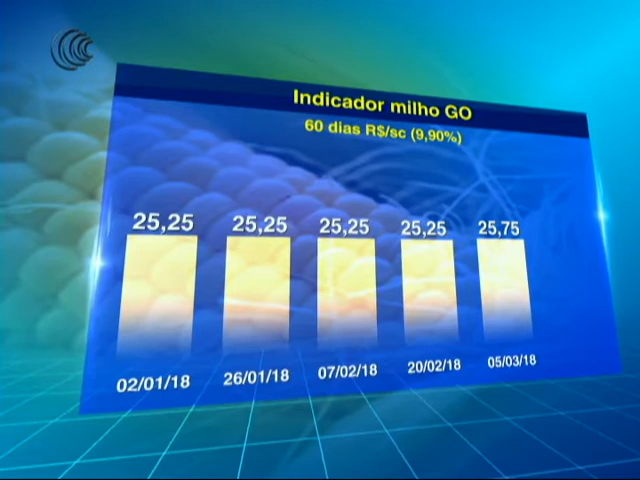 Indicador milho GO
60 dias R$/sc (9,90%)
25,25 25,25 25,25 25,25 25,75
02/01/18 26/01/18 07/02/18 20/02/18 05/03/18